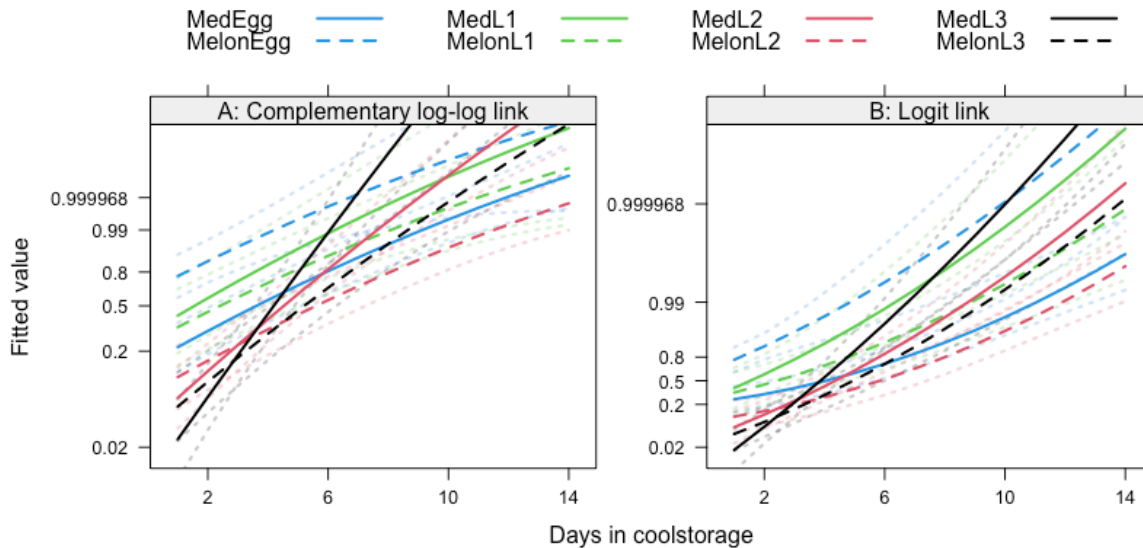 MedEgg MedL1 MedL2 MedL3
MelonEgg MelonL1 MelonL2 MelonL3
A: Complementary log-log link
B: Logit link
Fitted value
0.999968
0.99
0.8
0.5
0.2
0.02
2 6 10 14
0.999968
0.99
0.8
0.5
0.2
0.02
2 6 10 14
Days in coolstorage